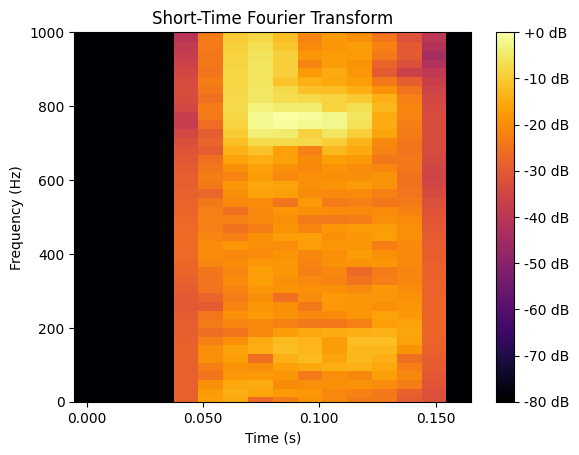 Short-Time Fourier Transform
1000
800
600
400
200
0
Frequency (Hz)
0.000
0.050
0.100
0.150
Time (s)
+0 dB
-10 dB
-20 dB
-30 dB
-40 dB
-50 dB
-60 dB
-70 dB
-80 dB